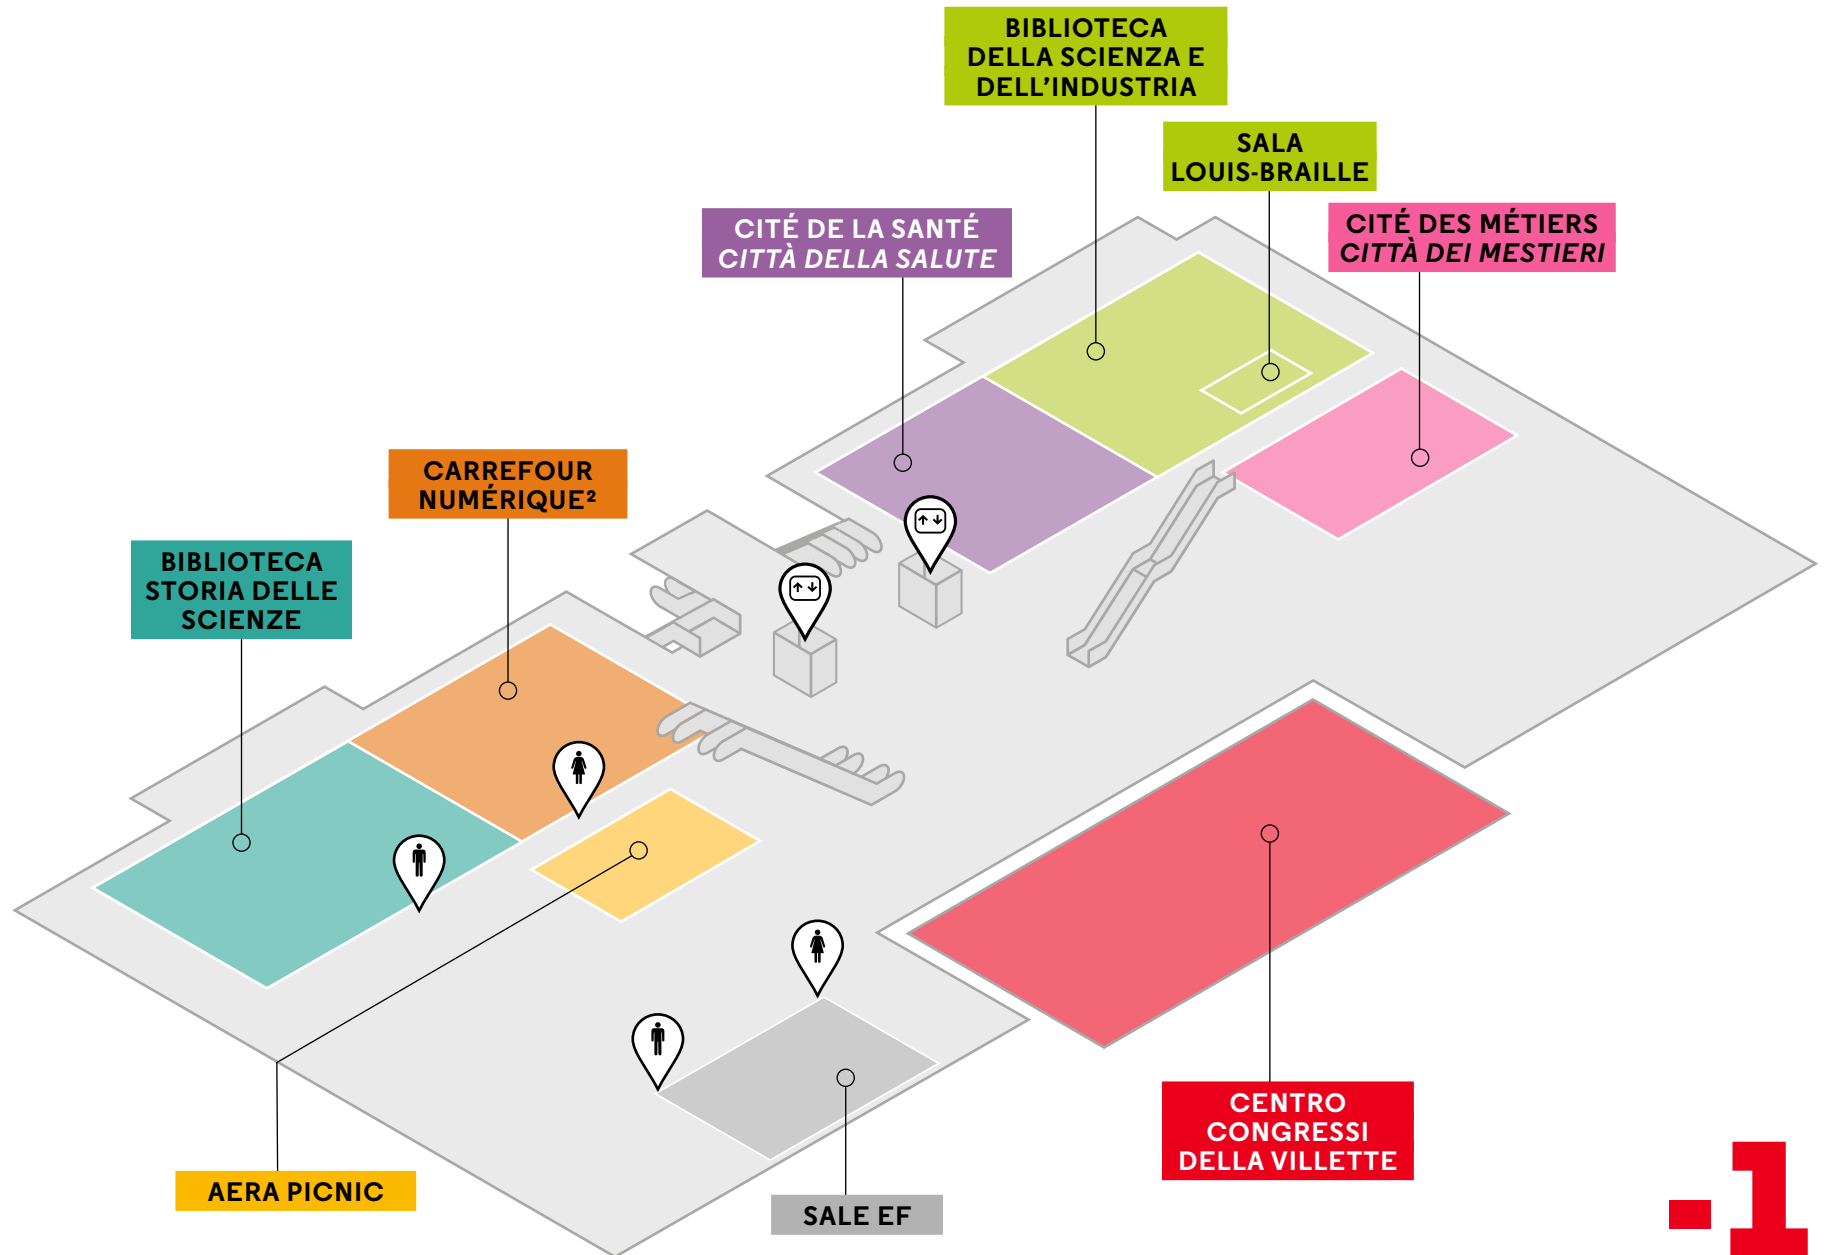 BIBLIOTECA
DELLA SCIENZA E
DELL'INDUSTRIA
SALA
LOUIS-BRAILLE
CITÉ DE LA SANTÉ
CITTÀ DELLA SALUTE
CITÉ DES MÉTIERS
CITTÀ DEI MESTIERI
CARREFOUR
NUMÉRIQUE²
BIBLIOTECA
STORIA DELLE
SCIENZE
CENTRO
CONGRESSI
DELLA VILLETTE
AERA PICNIC
SALE EF
-1